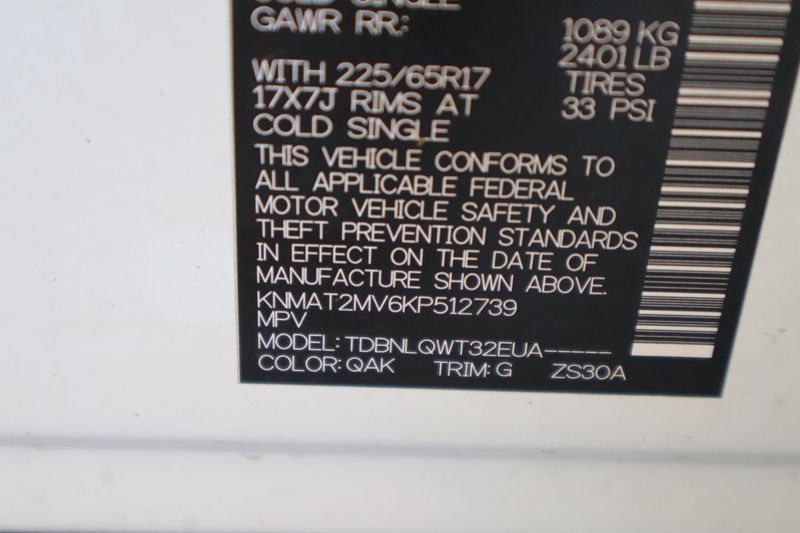 COLD SINGLE
GAWR RR: 1089 KG
2401 LB
WITH 225/65R17 TIRES
17X7J RIMS AT 33 PSI
COLD SINGLE
THIS VEHICLE CONFORMS TO
ALL APPLICABLE FEDERAL
MOTOR VEHICLE SAFETY AND
THEFT PREVENTION STANDARDS
IN EFFECT ON THE DATE OF
MANUFACTURE SHOWN ABOVE.
KNMAT2MV6KP512739
MPV
MODEL: TDBNLQWT32EUA-----
COLOR: QAK TRIM: G ZS30A